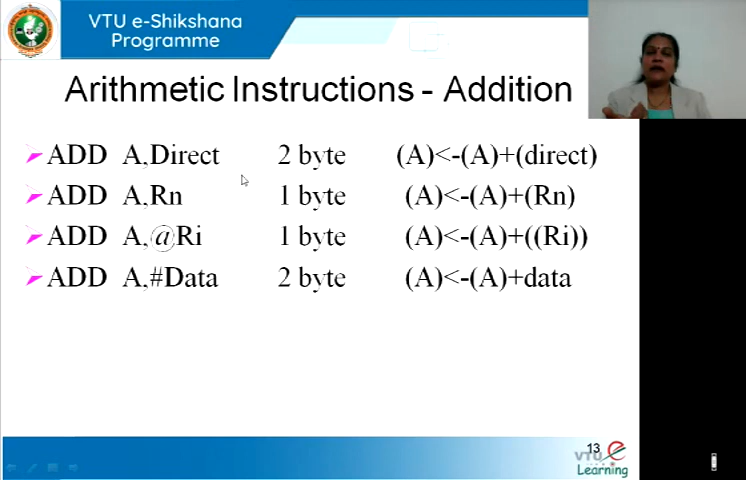 VTU e-Shikshana
Programme
Arithmetic Instructions - Addition
ADD A,Direct 2 byte (A)<-(A)+(direct)
ADD A,Rn 1 byte (A)<-(A)+(Rn)
ADD A,@Ri 1 byte (A)<-(A)+((Ri))
ADD A,#Data 2 byte (A)<-(A)+data
13
VTU e
Learning